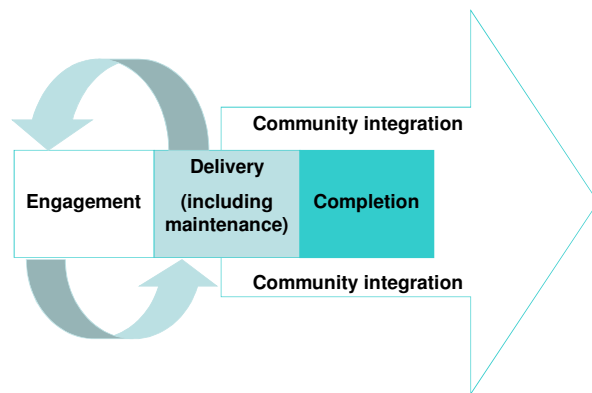 Community integration
Engagement
Delivery
(including
maintenance)
Completion
Community integration